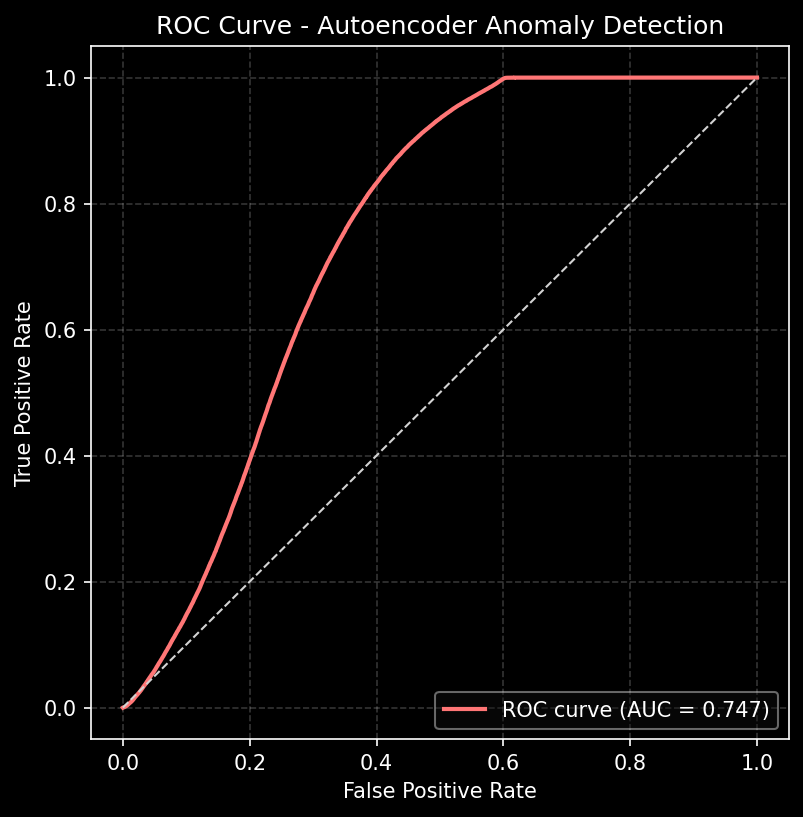 ROC Curve - Autoencoder Anomaly Detection
True Positive Rate
1.0
0.8
0.6
0.4
0.2
0.0
ROC curve (AUC = 0.747)
0.0 0.2 0.4 0.6 0.8 1.0
False Positive Rate